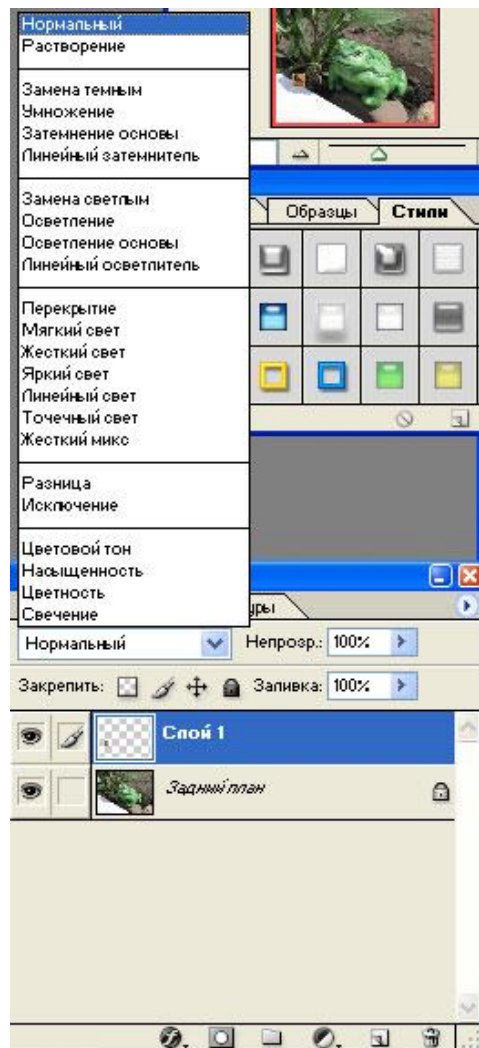 Нормальный
Растворение
Замена темным
Умножение
Затемнение основы
Линейный затемнитель
Замена светлым
Осветление
Осветление основы
Линейный осветлитель
Перекрытие
Мягкий свет
Жесткий свет
Яркий свет
Линейный свет
Точечный свет
Жесткий микс
Разница
Исключение
Цветовой тон
Насыщенность
Цветность
Свечение
Образцы Стили
уры
Нормальный Непрозр.: 100%
Закрепить: Заливка: 100%
Слой 1
Задний план